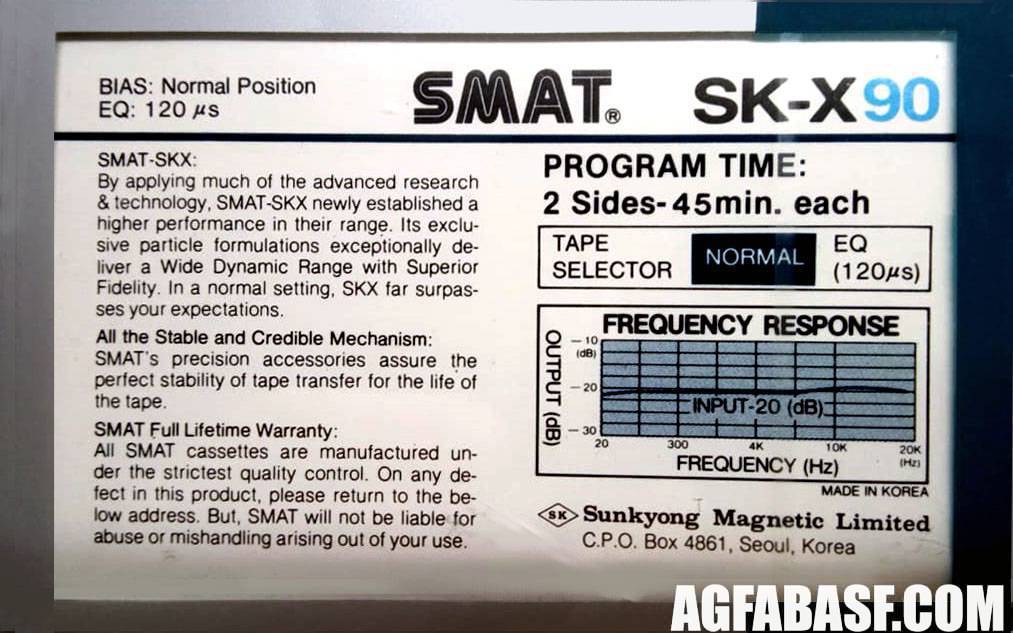 BIAS: Normal Position
EQ: 120 μs
SMAT®
SK-X90
SMAT-SKX:
By applying much of the advanced research
& technology, SMAT-SKX newly established a
higher performance in their range. Its exclu-
sive particle formulations exceptionally de-
liver a Wide Dynamic Range with Superior
Fidelity. In a normal setting, SKX far surpas-
ses your expectations.
All the Stable and Credible Mechanism:
SMAT's precision accessories assure the
perfect stability of tape transfer for the life of
the tape.
SMAT Full Lifetime Warranty:
All SMAT cassettes are manufactured un-
der the strictest quality control. On any de-
fect in this product, please return to the be-
low address. But, SMAT will not be liable for
abuse or mishandling arising out of your use.
PROGRAM TIME:
2 Sides-45min. each
TAPE
SELECTOR
NORMAL
EQ
(120μs)
FREQUENCY RESPONSE
OUTPUT (dB)
-10
(dB)
-20
-30
INPUT-20 (dB)
20 300 4K 10K 20K
(Hz)
FREQUENCY (Hz)
MADE IN KOREA
SK Sunkyong Magnetic Limited
C.P.O. Box 4861, Seoul, Korea
AGFABASF.COM